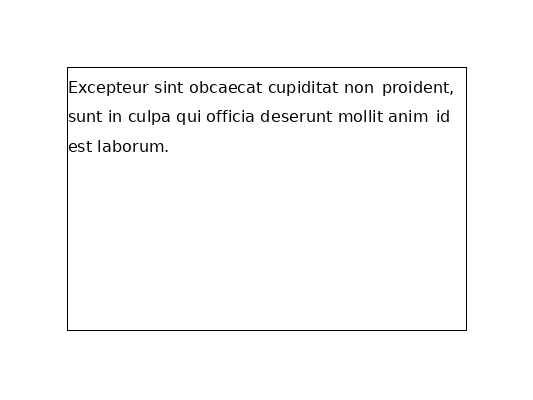 Excepteur sint obcaecat cupiditat non proident,
sunt in culpa qui officia deserunt mollit anim id
est laborum.